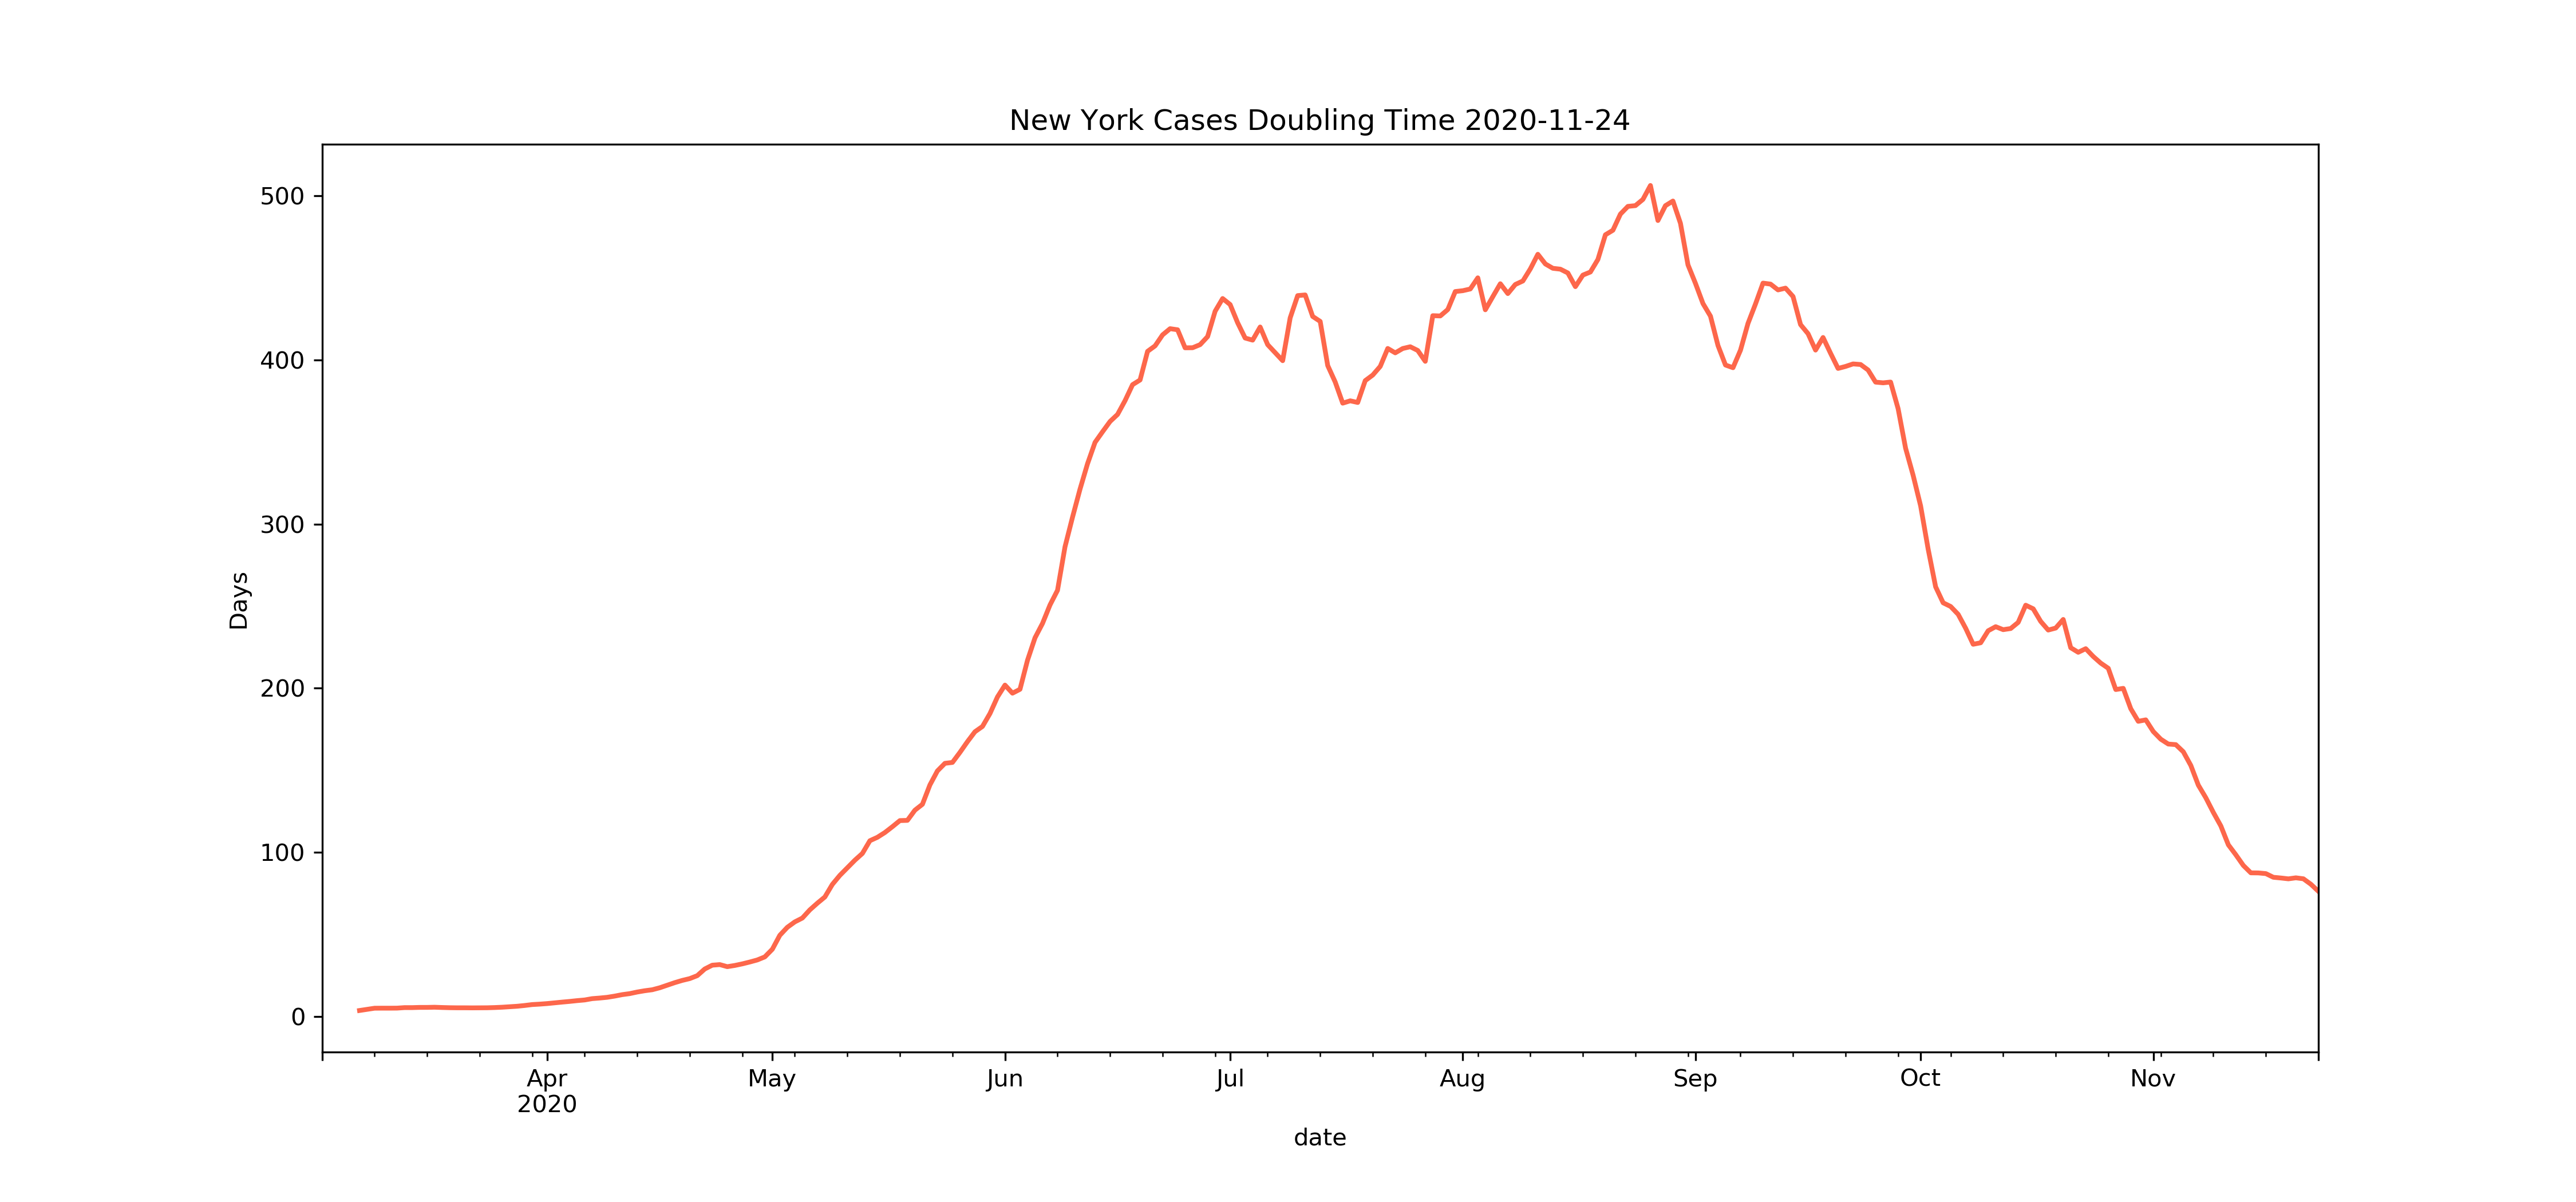 New York Cases Doubling Time 2020-11-24
500
400
300
200
100
0
Days
Apr May Jun Jul Aug Sep Oct Nov
2020
date